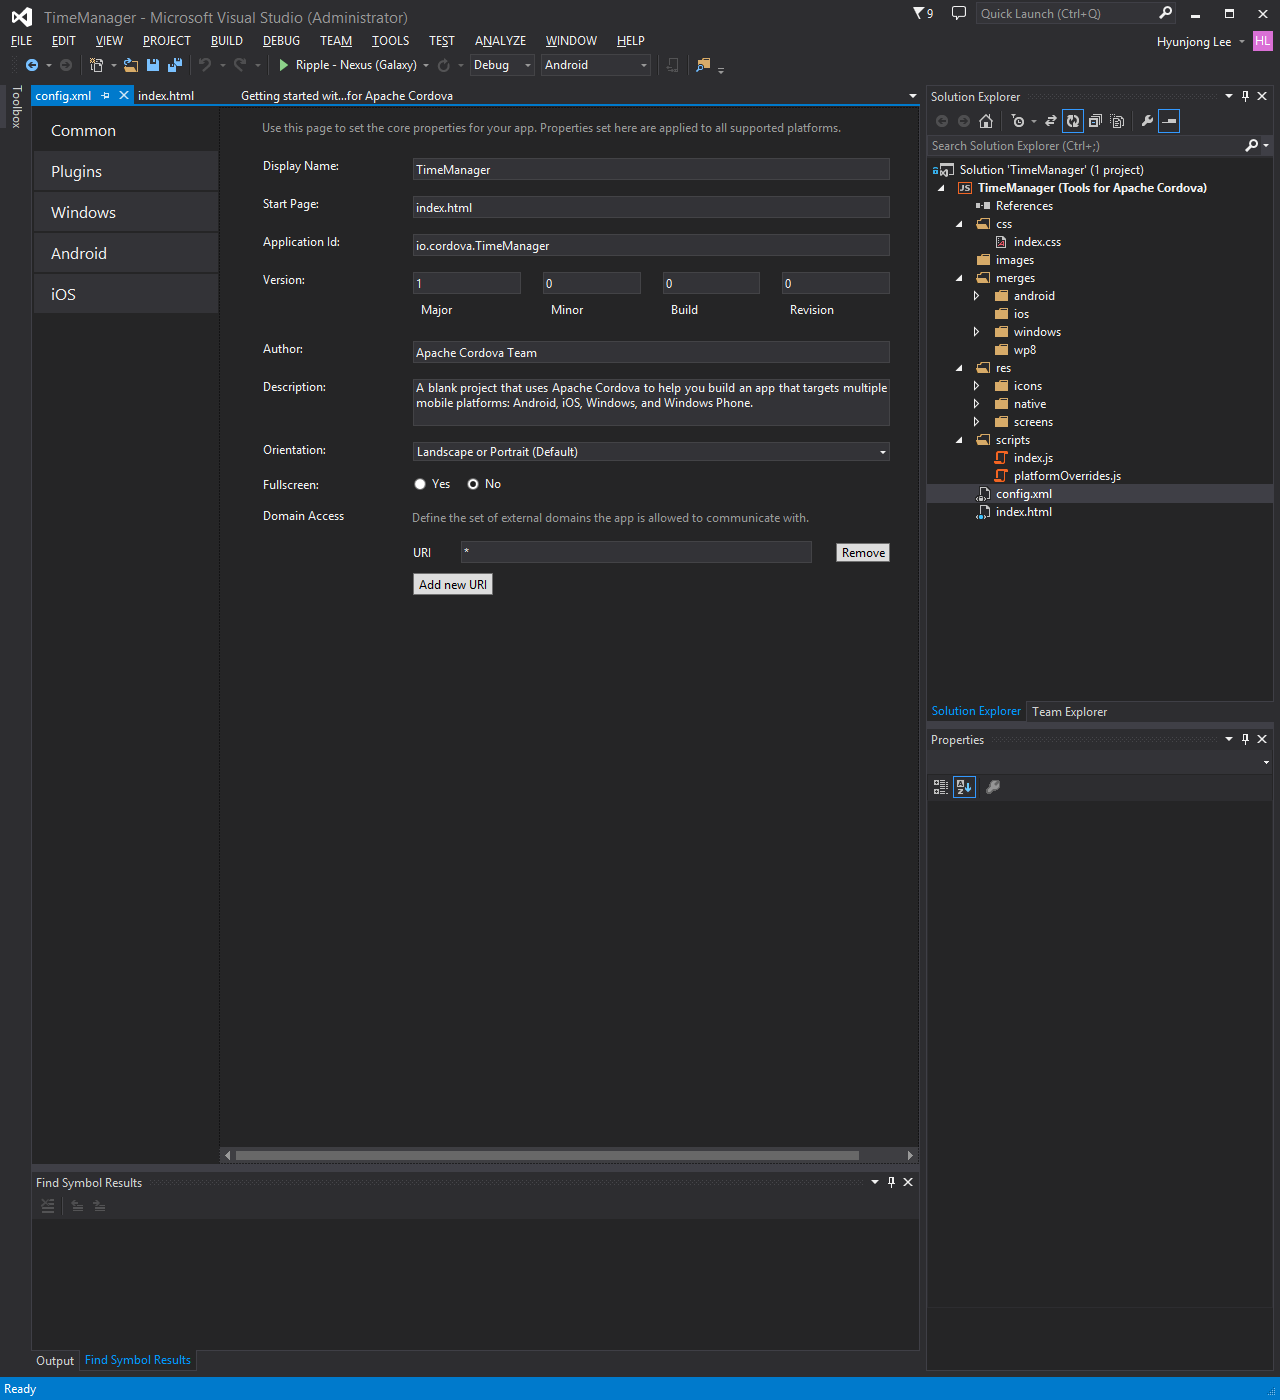 TimeManager - Microsoft Visual Studio (Administrator)
9
Quick Launch (Ctrl+Q)
FILE EDIT VIEW PROJECT BUILD DEBUG TEAM TOOLS TEST ANALYZE WINDOW HELP
Hyunjong Lee HL
Ripple - Nexus (Galaxy) Debug Android
Toolbox
config.xml index.html Getting started wit...for Apache Cordova
Common
Plugins
Windows
Android
iOS
Use this page to set the core properties for your app. Properties set here are applied to all supported platforms.
Display Name: TimeManager
Start Page: index.html
Application Id: io.cordova.TimeManager
Version: 1 0 0 0
Major Minor Build Revision
Author: Apache Cordova Team
Description: A blank project that uses Apache Cordova to help you build an app that targets multiple
mobile platforms: Android, iOS, Windows, and Windows Phone.
Orientation: Landscape or Portrait (Default)
Fullscreen: Yes No
Domain Access Define the set of external domains the app is allowed to communicate with.
URI * Remove
Add new URI
Solution Explorer
Search Solution Explorer (Ctrl+;)
Solution 'TimeManager' (1 project)
JS TimeManager (Tools for Apache Cordova)
References
css
index.css
images
merges
android
ios
windows
wp8
res
icons
native
screens
scripts
index.js
platformOverrides.js
config.xml
index.html
Solution Explorer Team Explorer
Properties
Find Symbol Results
Output Find Symbol Results
Ready